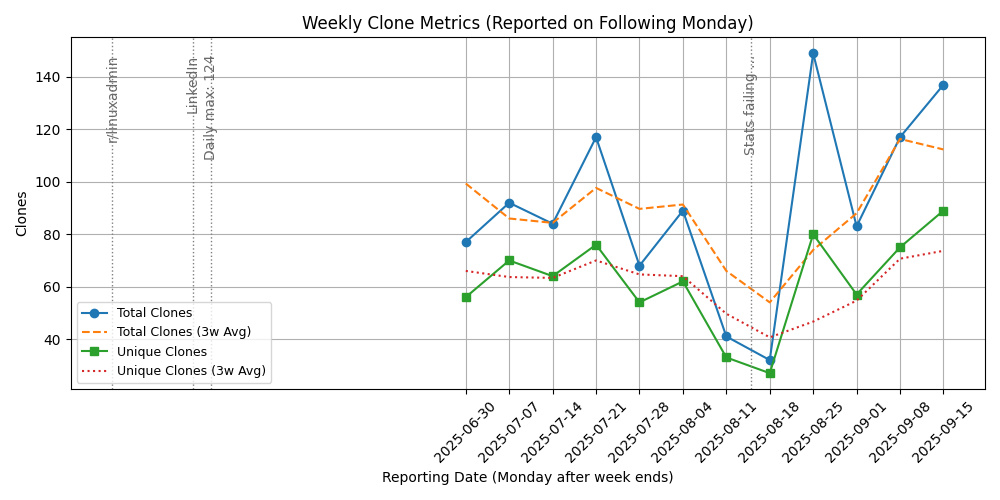 Weekly Clone Metrics (Reported on Following Monday)
Clones
140
120
100
80
60
40
r/linuxadmin
LinkedIn
Daily max: 124
Stats failing ...
Total Clones
Total Clones (3w Avg)
Unique Clones
Unique Clones (3w Avg)
2025-06-30
2025-07-07
2025-07-14
2025-07-21
2025-07-28
2025-08-04
2025-08-11
2025-08-18
2025-08-25
2025-09-01
2025-09-08
2025-09-15
Reporting Date (Monday after week ends)